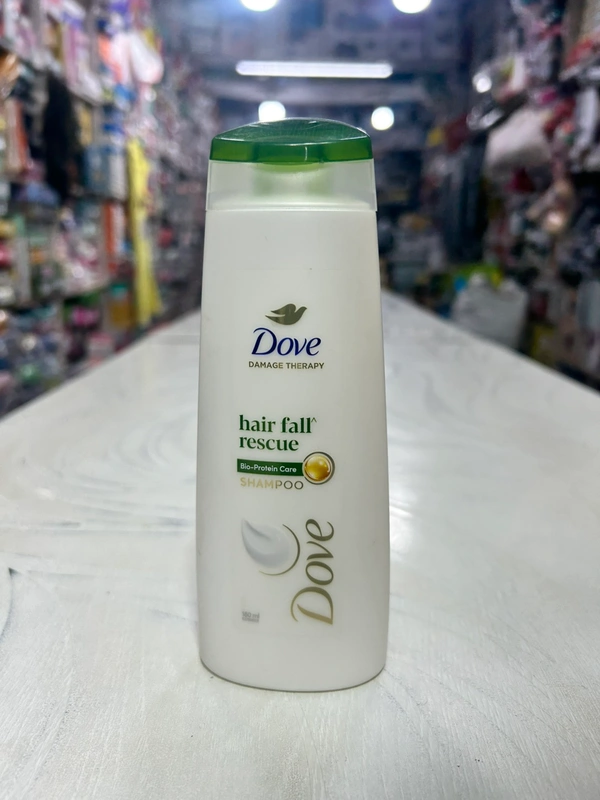 Dove
DAMAGE THERAPY
hair fall^
rescue
Bio-Protein Care
SHAMPOO
Dove